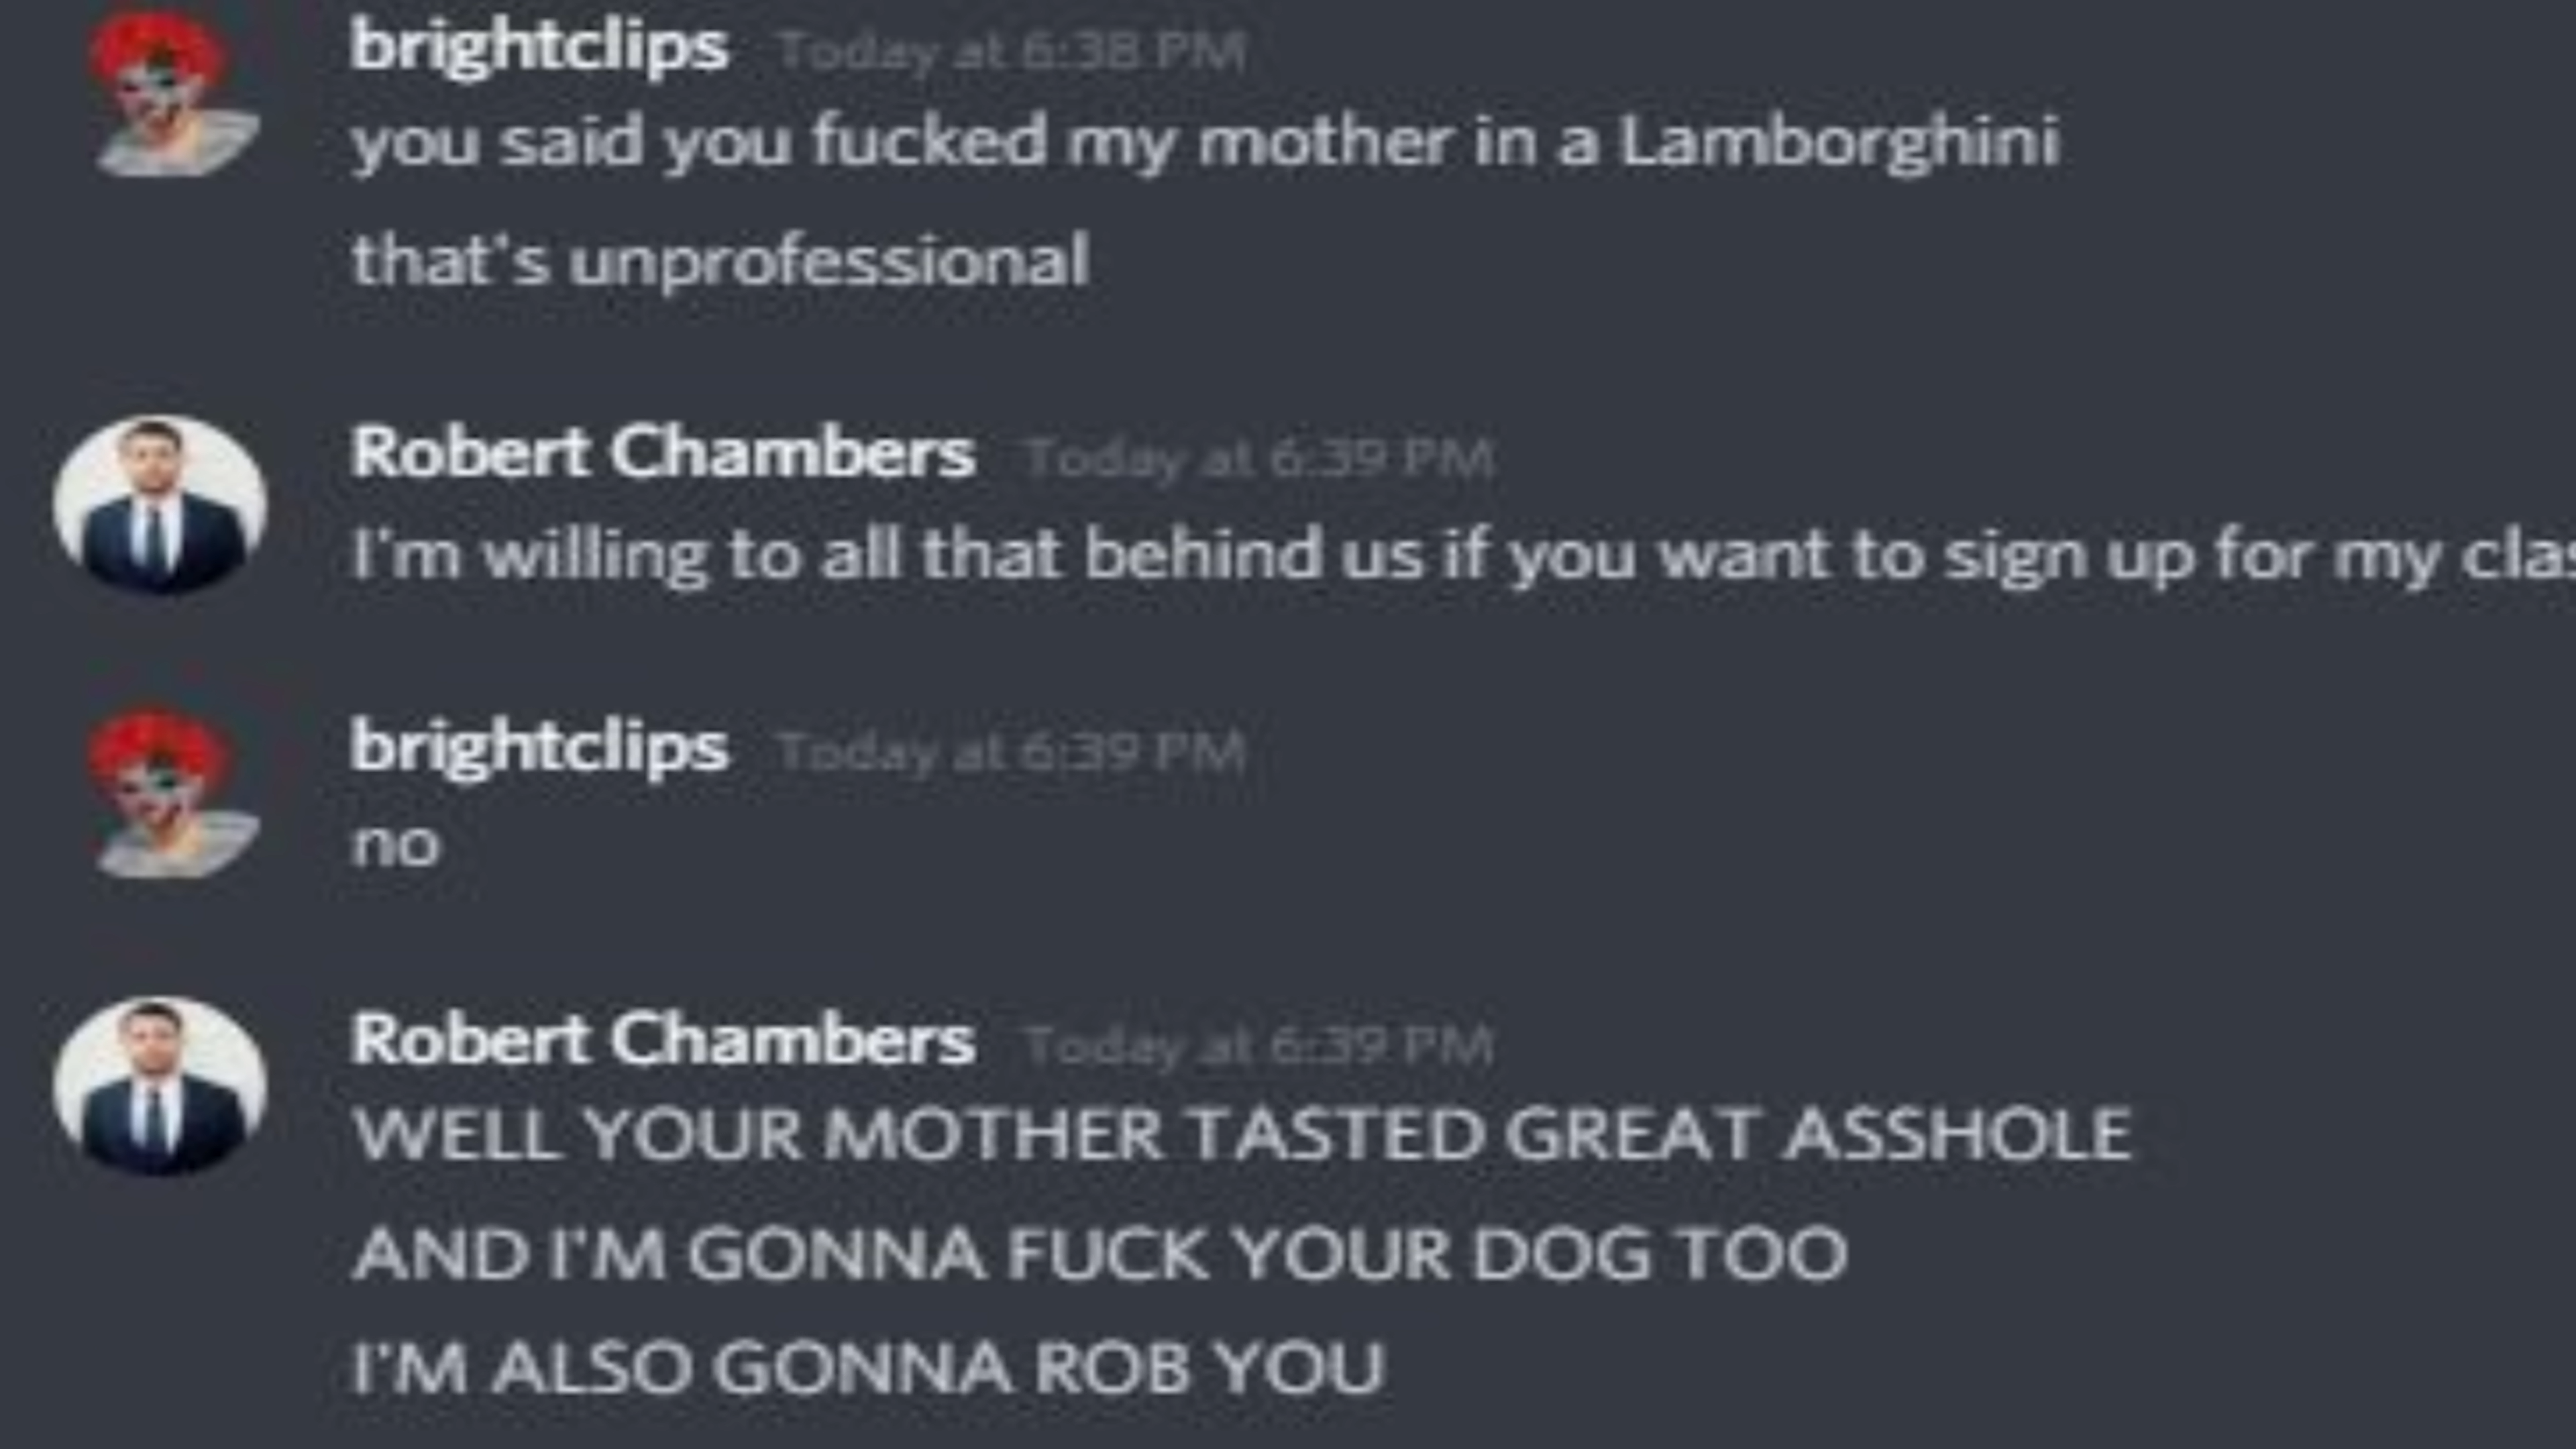 brightclips Today at 6:38 PM
you said you fucked my mother in a Lamborghini
that's unprofessional
Robert Chambers Today at 6:39 PM
I'm willing to all that behind us if you want to sign up for my clas
brightclips Today at 6:39 PM
no
Robert Chambers Today at 6:39 PM
WELL YOUR MOTHER TASTED GREAT ASSHOLE
AND I'M GONNA FUCK YOUR DOG TOO
I'M ALSO GONNA ROB YOU